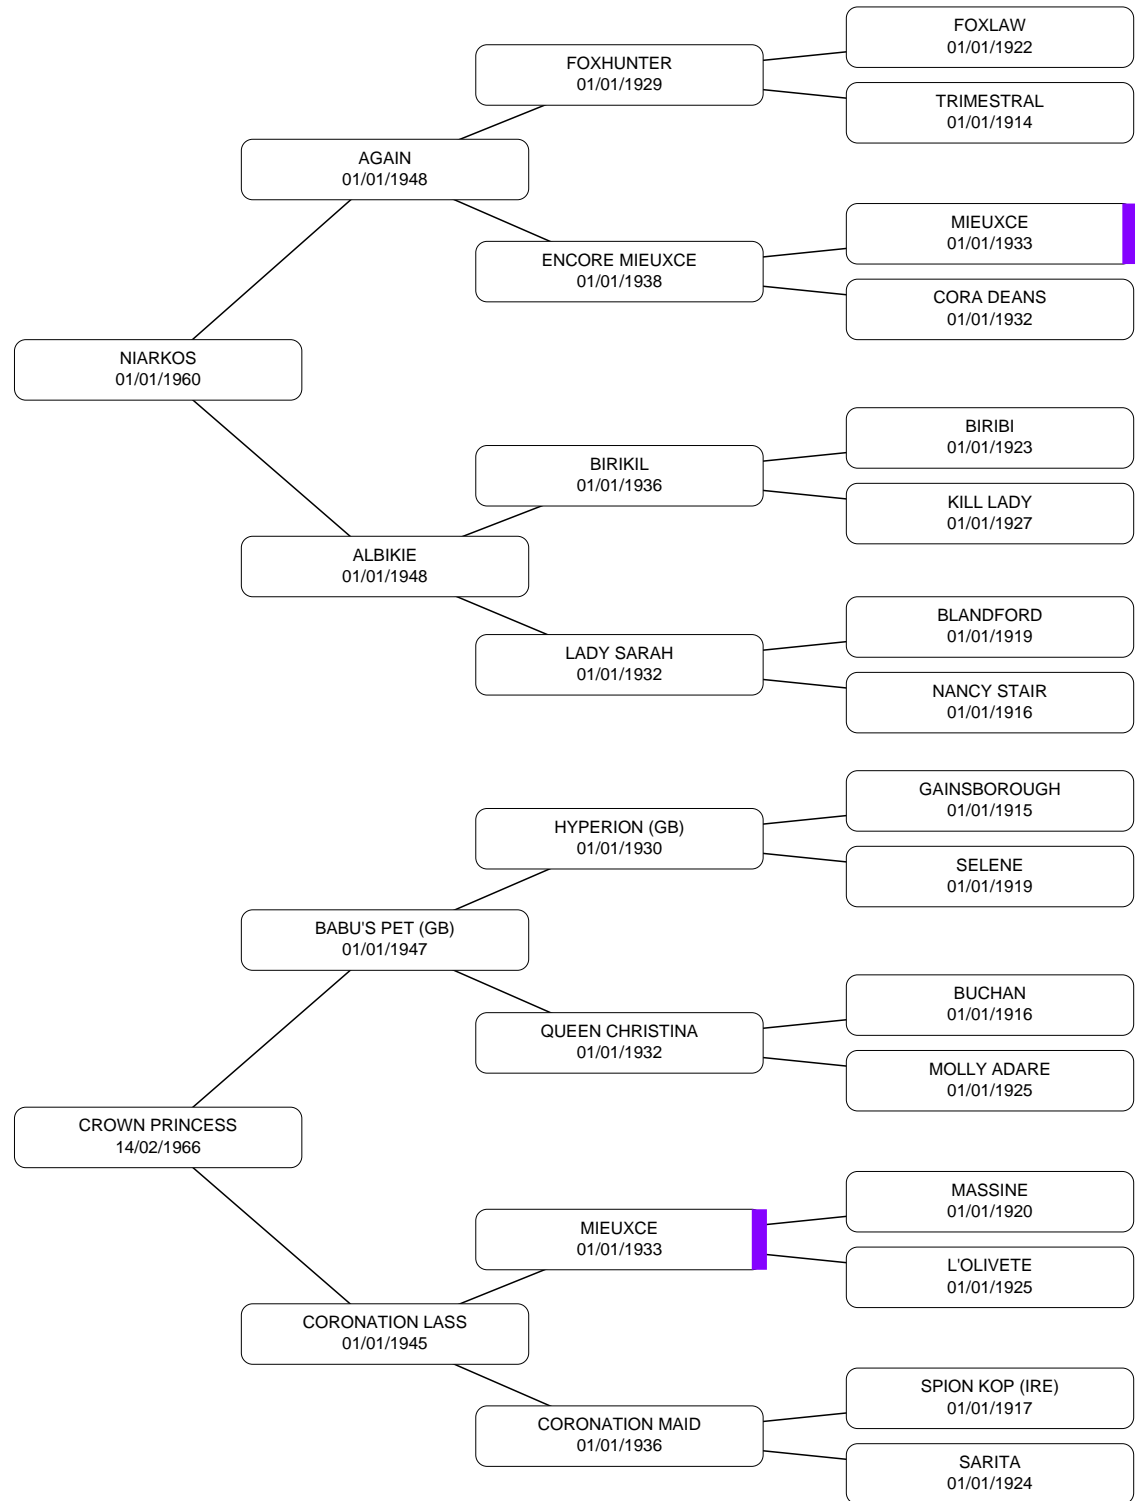 FOXLAW
01/01/1922
FOXHUNTER
01/01/1929
TRIMESTRAL
01/01/1914
AGAIN
01/01/1948
MIEUXCE
01/01/1933
ENCORE MIEUXCE
01/01/1938
CORA DEANS
01/01/1932
NIARKOS
01/01/1960
BIRIBI
01/01/1923
BIRIKIL
01/01/1936
KILL LADY
01/01/1927
ALBIKIE
01/01/1948
BLANDFORD
01/01/1919
LADY SARAH
01/01/1932
NANCY STAIR
01/01/1916
GAINSBOROUGH
01/01/1915
HYPERION (GB)
01/01/1930
SELENE
01/01/1919
BABU'S PET (GB)
01/01/1947
BUCHAN
01/01/1916
QUEEN CHRISTINA
01/01/1932
MOLLY ADARE
01/01/1925
CROWN PRINCESS
14/02/1966
MASSINE
01/01/1920
MIEUXCE
01/01/1933
L'OLIVETE
01/01/1925
CORONATION LASS
01/01/1945
SPION KOP (IRE)
01/01/1917
CORONATION MAID
01/01/1936
SARITA
01/01/1924